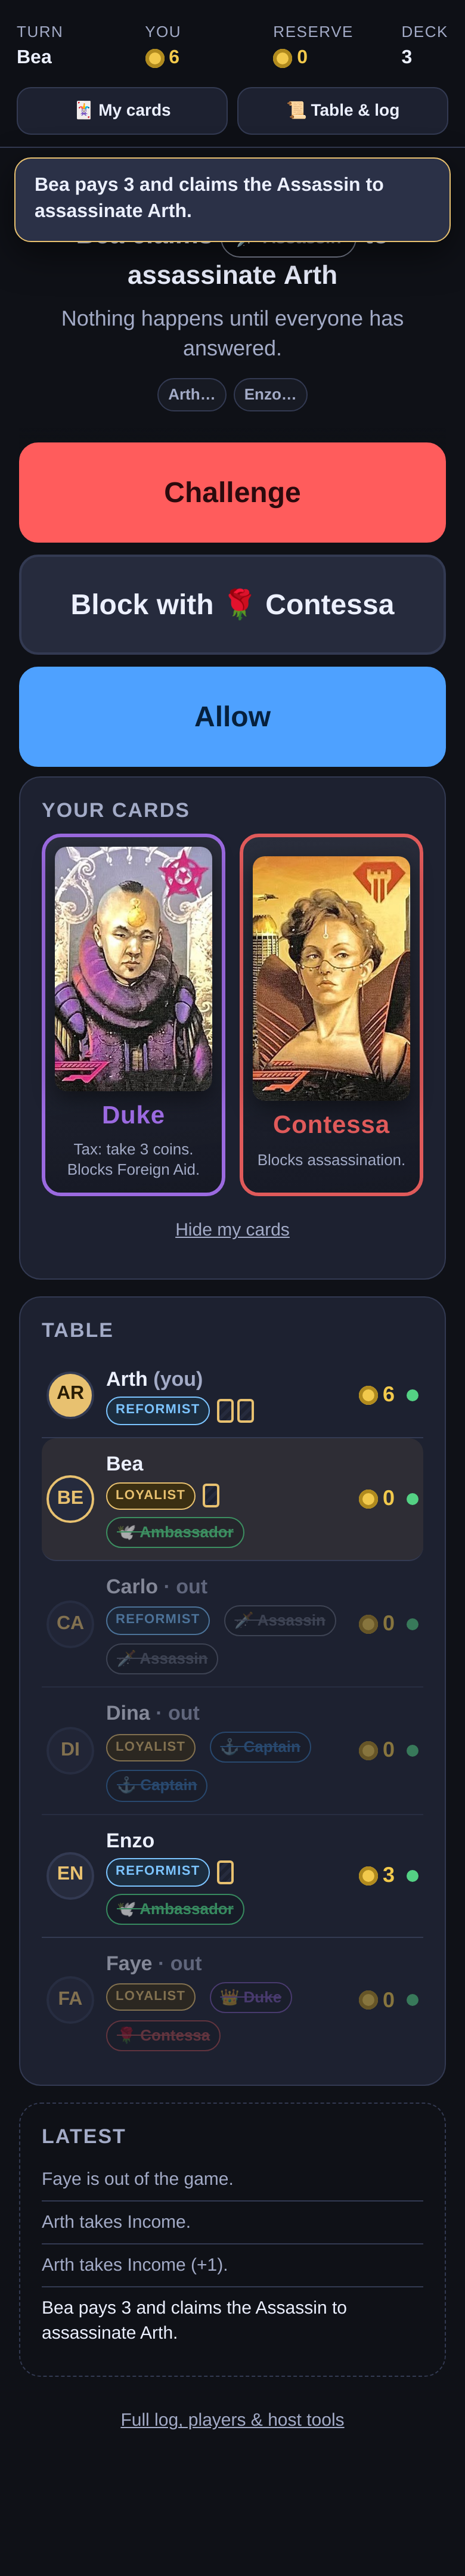 TURN YOU RESERVE DECK
Bea 6 0 3
🃏 My cards 📜 Table & log
Bea pays 3 and claims the Assassin to
assassinate Arth.
Bea claims 🗡️ Assassin to
assassinate Arth
Nothing happens until everyone has
answered.
Arth… Enzo…
Challenge
Block with 🌹 Contessa
Allow
YOUR CARDS
Duke
Tax: take 3 coins.
Blocks Foreign Aid.
Contessa
Blocks assassination.
Hide my cards
TABLE
AR Arth (you) 6
REFORMIST
BE Bea 0
LOYALIST
🕊️ Ambassador
CA Carlo · out 0
REFORMIST 🗡️ Assassin
🗡️ Assassin
DI Dina · out 0
LOYALIST ⚓ Captain
⚓ Captain
EN Enzo 3
REFORMIST
🕊️ Ambassador
FA Faye · out 0
LOYALIST 👑 Duke
🌹 Contessa
LATEST
Faye is out of the game.
Arth takes Income.
Arth takes Income (+1).
Bea pays 3 and claims the Assassin to
assassinate Arth.
Full log, players & host tools